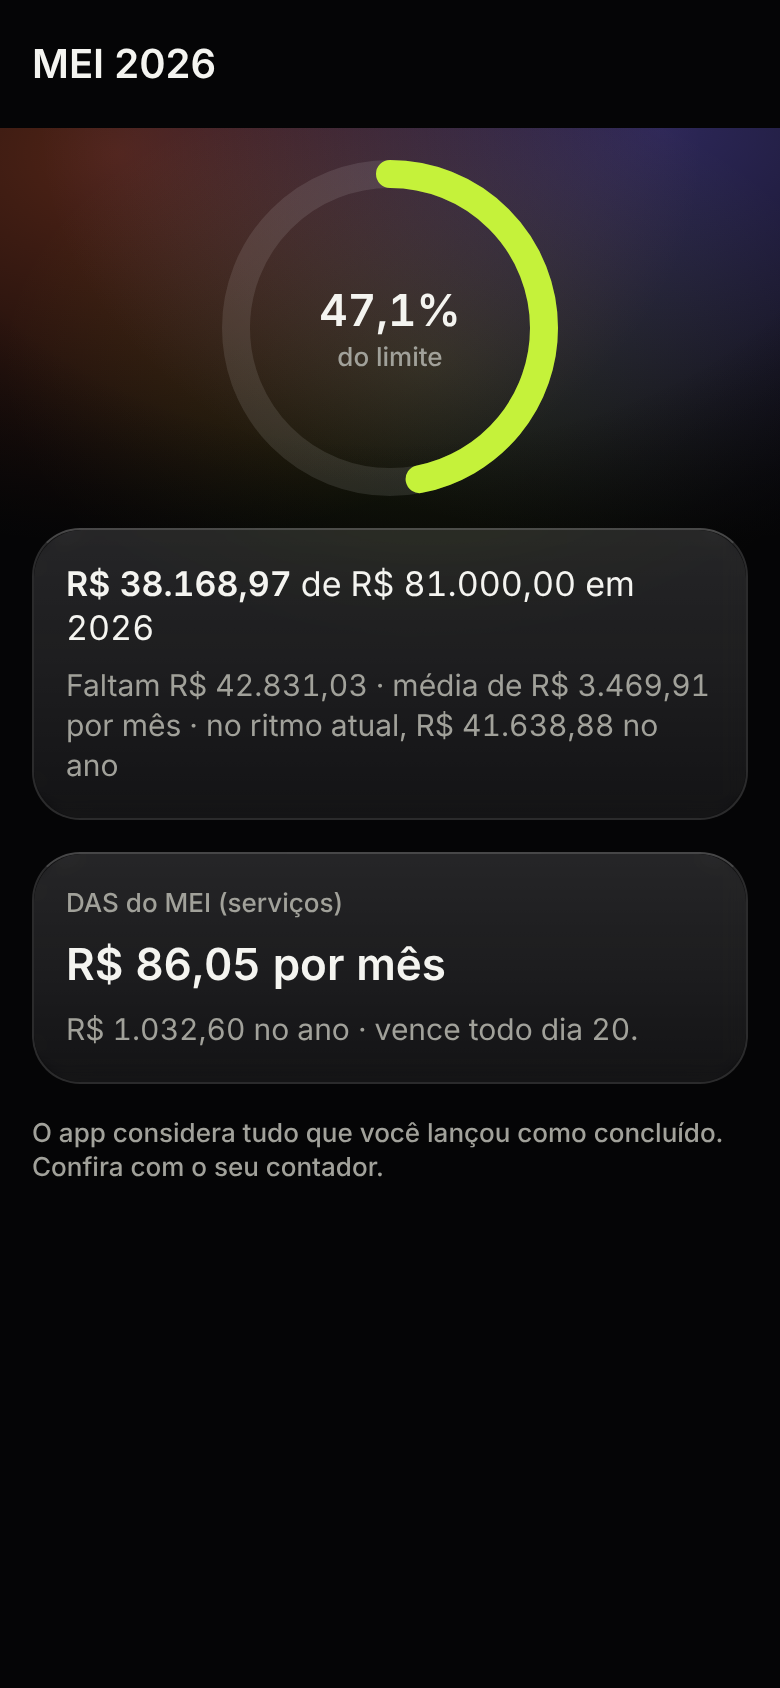 MEI 2026
47,1%
do limite
R$ 38.168,97 de R$ 81.000,00 em
2026
Faltam R$ 42.831,03 · média de R$ 3.469,91
por mês · no ritmo atual, R$ 41.638,88 no
ano
DAS do MEI (serviços)
R$ 86,05 por mês
R$ 1.032,60 no ano · vence todo dia 20.
O app considera tudo que você lançou como concluído.
Confira com o seu contador.